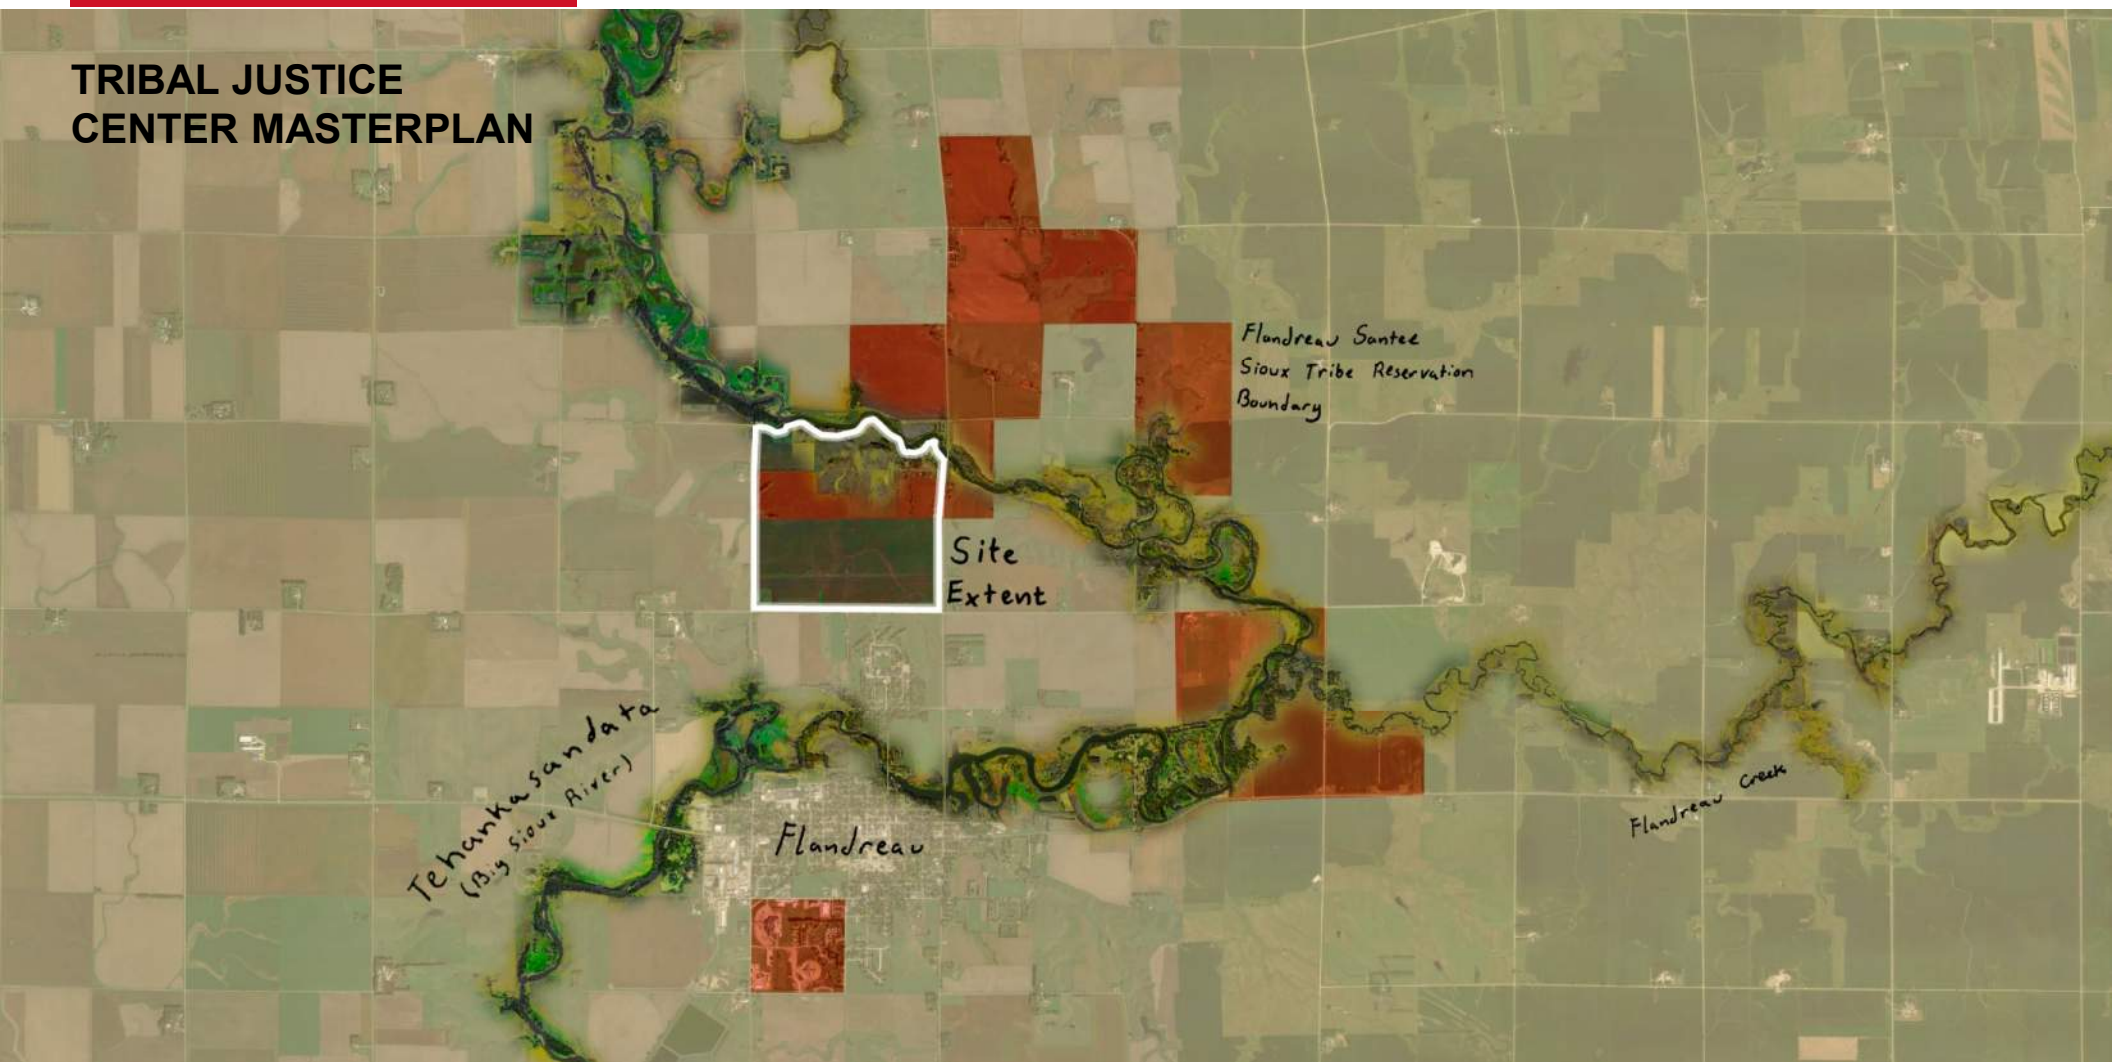 TRIBAL JUSTICE
CENTER MASTERPLAN
Flandreau Santee
Sioux Tribe Reservation
Boundary
Site
Extent
Tehankasandata
(Big Sioux River)
Flandreau
Flandreau Creek